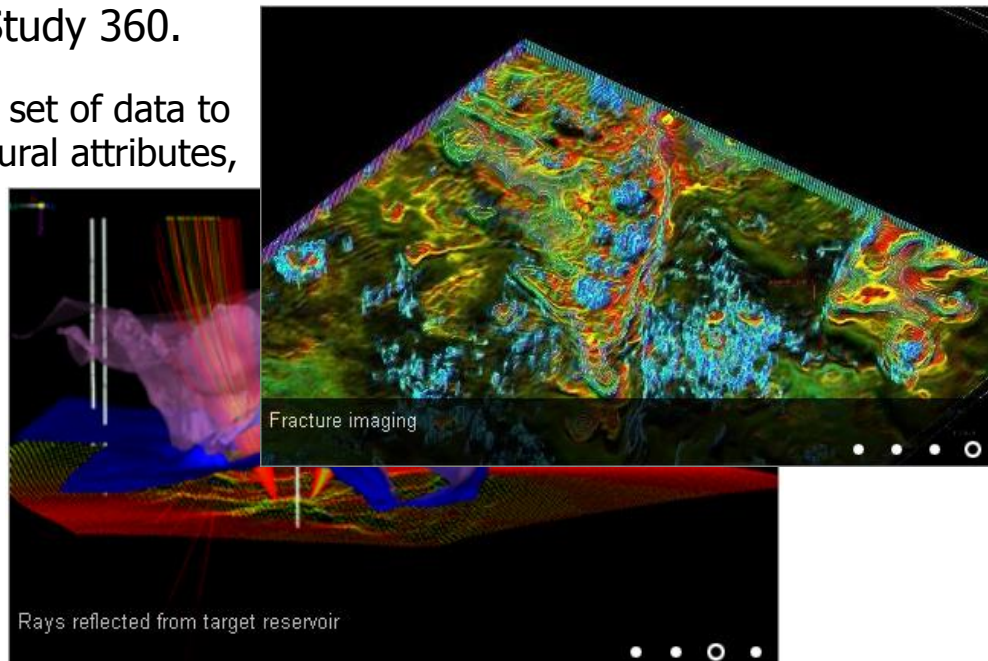 Study 360.
set of data to
ural attributes,
Fracture imaging
Rays reflected from target reservoir